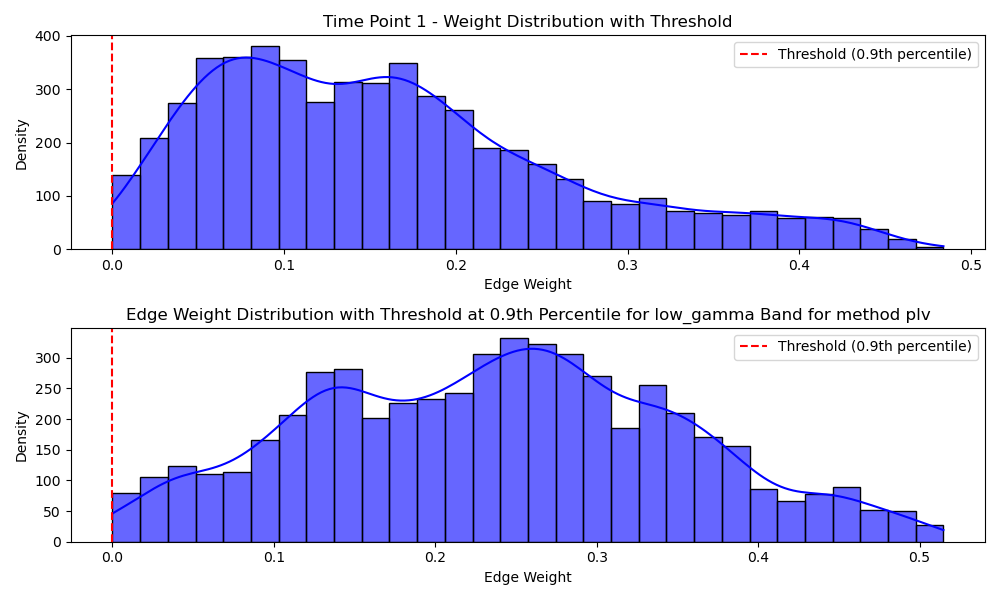 Time Point 1 - Weight Distribution with Threshold
400
300
200
100
0
Density
Threshold (0.9th percentile)
0.0 0.1 0.2 0.3 0.4 0.5
Edge Weight
Edge Weight Distribution with Threshold at 0.9th Percentile for low_gamma Band for method plv
300
250
200
150
100
50
0
Density
Threshold (0.9th percentile)
0.0 0.1 0.2 0.3 0.4 0.5
Edge Weight